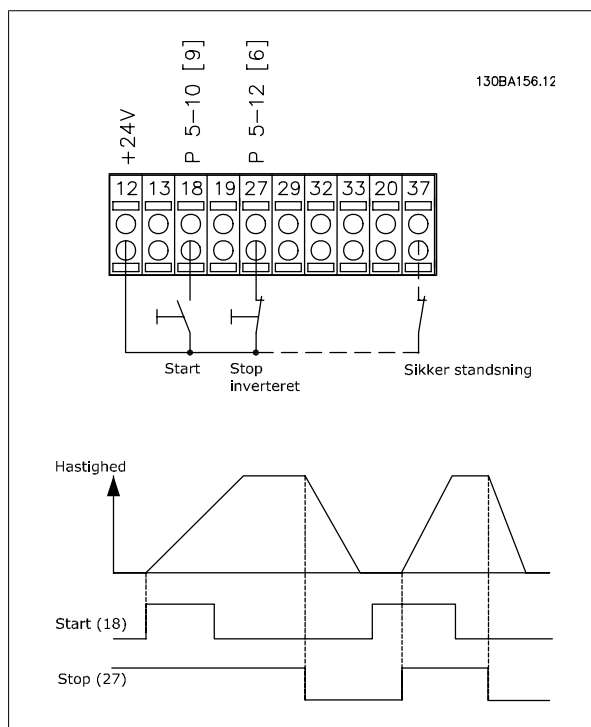 130BA156.12
+24V
P 5-10 [9]
P 5-12 [6]
12 13 18 19 27 29 32 33 20 37
Start
Stop
inverteret
Sikker standsning
Hastighed
Start (18)
Stop (27)